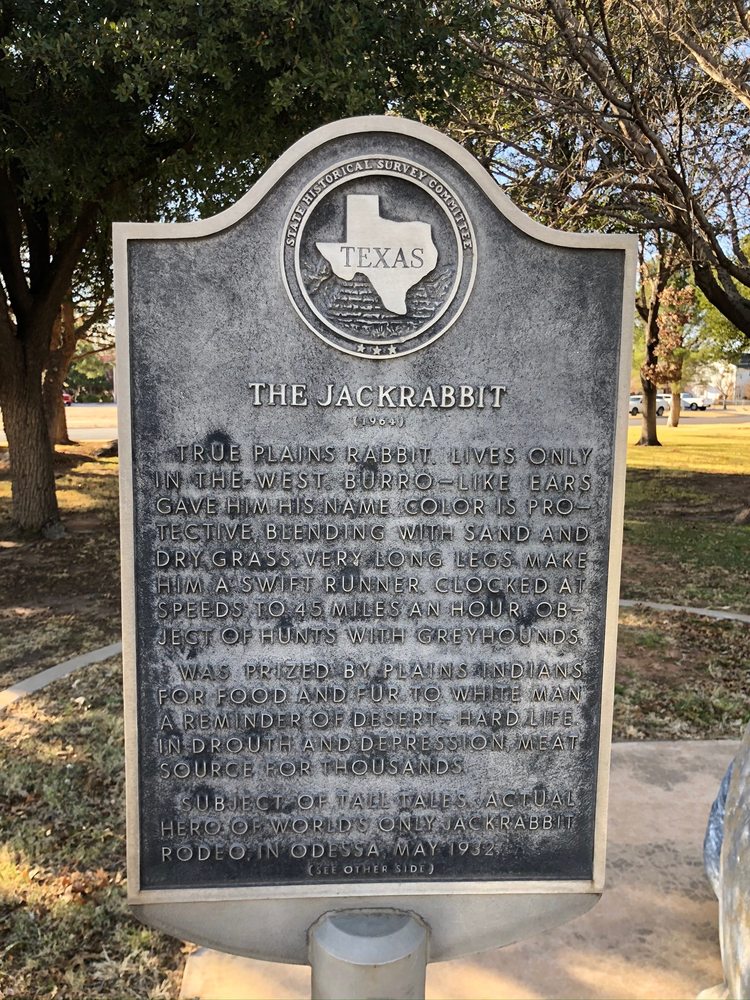 STATE HISTORICAL SURVEY COMMITTEE
TEXAS
THE JACKRABBIT
(1964)
TRUE PLAINS RABBIT. LIVES ONLY
IN THE WEST. BURRO-LIKE EARS
GAVE HIM HIS NAME. COLOR IS PRO-
TECTIVE, BLENDING WITH SAND AND
DRY GRASS. VERY LONG LEGS MAKE
HIM A SWIFT RUNNER, CLOCKED AT
SPEEDS TO 45 MILES AN HOUR. OB-
JECT OF HUNTS WITH GREYHOUNDS.
WAS PRIZED BY PLAINS INDIANS
FOR FOOD AND FUR. TO WHITE MAN
A REMINDER OF DESERT-HARD LIFE.
IN DROUTH AND DEPRESSION, MEAT
SOURCE FOR THOUSANDS.
SUBJECT OF TALL TALES. ACTUAL
HERO OF WORLD'S ONLY JACKRABBIT
RODEO, IN ODESSA, MAY 1932.
(SEE OTHER SIDE)